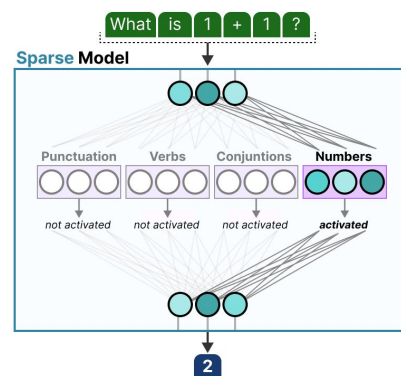 What is 1 + 1 ?
Sparse Model
Punctuation Verbs Conjuntions Numbers
not activated not activated not activated activated
2